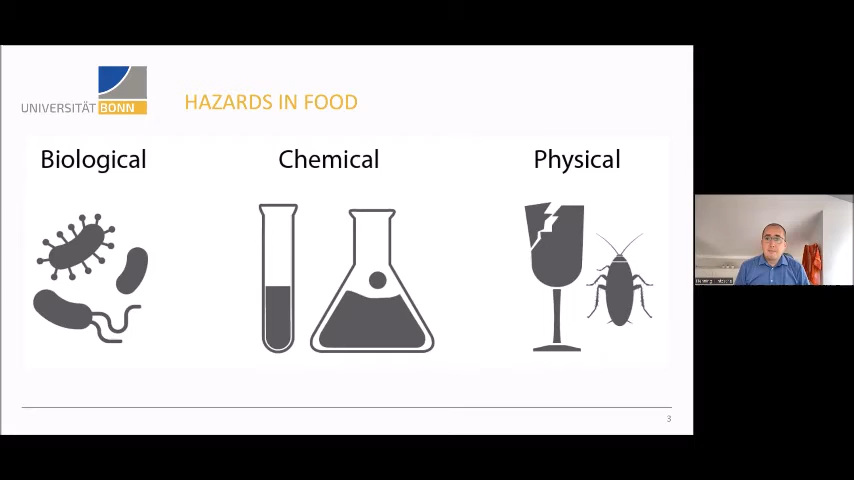 UNIVERSITÄT BONN
HAZARDS IN FOOD
Biological
Chemical
Physical
3